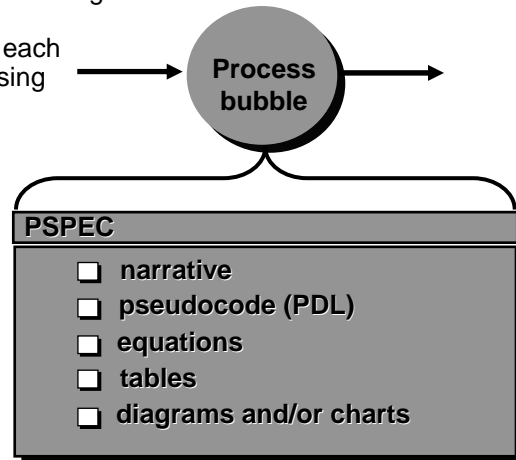 each
sing
Process
bubble
PSPEC
narrative
pseudocode (PDL)
equations
tables
diagrams and/or charts